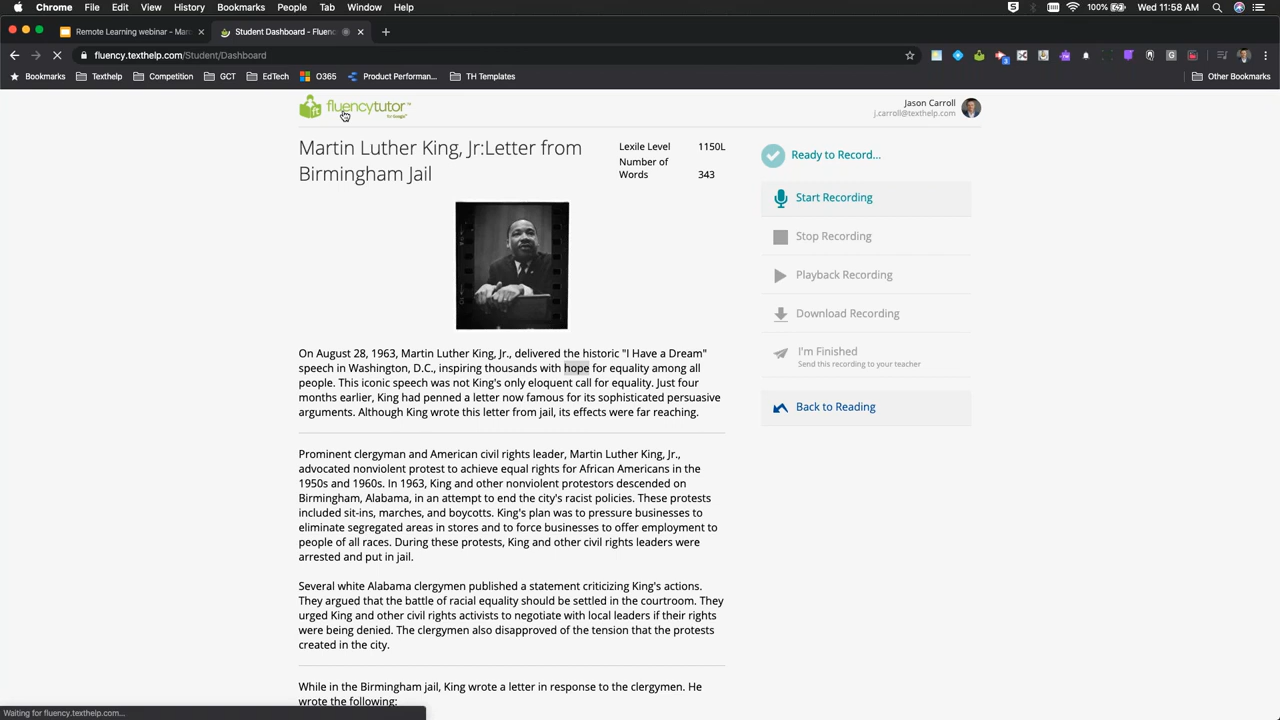 Chrome File Edit View History Bookmarks People Tab Window Help
100% Wed 11:58 AM
Remote Learning webinar - Mar
Student Dashboard - Fluen
fluency.texthelp.com/Student/Dashboard
Bookmarks Texthelp Competition GCT EdTech O365 Product Performan... TH Templates Other Bookmarks
fluencytutor™
for Google™
Jason Carroll
j.carroll@texthelp.com
Martin Luther King, Jr:Letter from
Birmingham Jail
Lexile Level 1150L
Number of
Words 343
Ready to Record...
Start Recording
Stop Recording
Playback Recording
Download Recording
I'm Finished
Send this recording to your teacher
Back to Reading
On August 28, 1963, Martin Luther King, Jr., delivered the historic "I Have a Dream"
speech in Washington, D.C., inspiring thousands with hope for equality among all
people. This iconic speech was not King's only eloquent call for equality. Just four
months earlier, King had penned a letter now famous for its sophisticated persuasive
arguments. Although King wrote this letter from jail, its effects were far reaching.
Prominent clergyman and American civil rights leader, Martin Luther King, Jr.,
advocated nonviolent protest to achieve equal rights for African Americans in the
1950s and 1960s. In 1963, King and other nonviolent protestors descended on
Birmingham, Alabama, in an attempt to end the city's racist policies. These protests
included sit-ins, marches, and boycotts. King's plan was to pressure businesses to
eliminate segregated areas in stores and to force businesses to offer employment to
people of all races. During these protests, King and other civil rights leaders were
arrested and put in jail.
Several white Alabama clergymen published a statement criticizing King's actions.
They argued that the battle of racial equality should be settled in the courtroom. They
urged King and other civil rights activists to negotiate with local leaders if their rights
were being denied. The clergymen also disapproved of the tension that the protests
created in the city.
While in the Birmingham jail, King wrote a letter in response to the clergymen. He
wrote the following:
Waiting for fluency.texthelp.com...